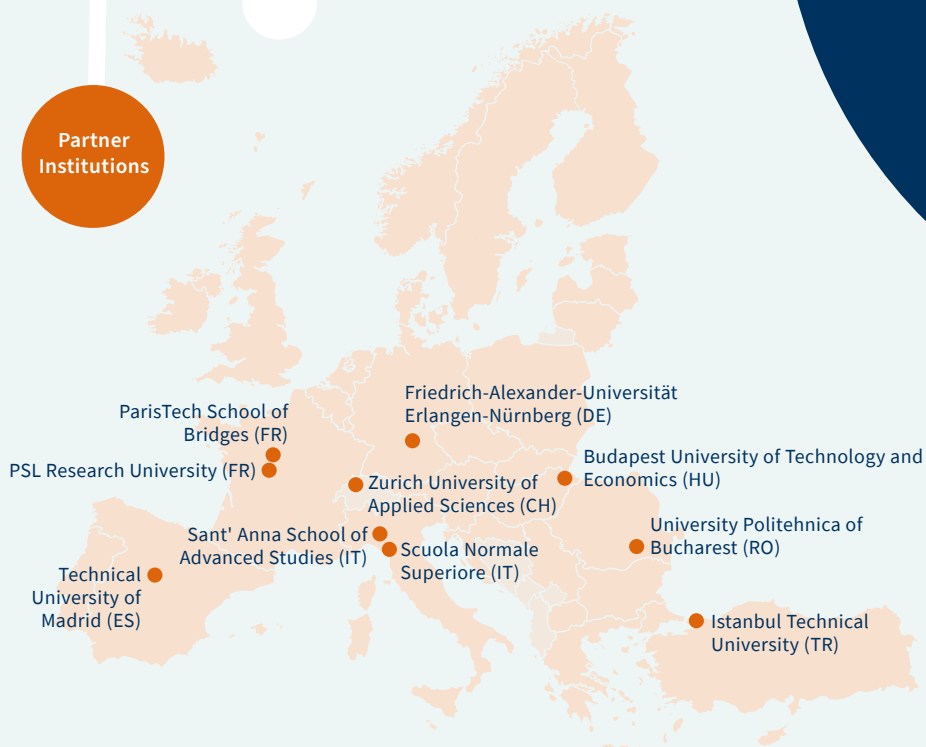 Partner
Institutions
Friedrich-Alexander-Universität
Erlangen-Nürnberg (DE)
ParisTech School of
Bridges (FR)
PSL Research University (FR)
Budapest University of Technology and
Economics (HU)
Zurich University of
Applied Sciences (CH)
University Politehnica of
Bucharest (RO)
Sant' Anna School of
Advanced Studies (IT)
Scuola Normale
Superiore (IT)
Technical
University of
Madrid (ES)
Istanbul Technical
University (TR)